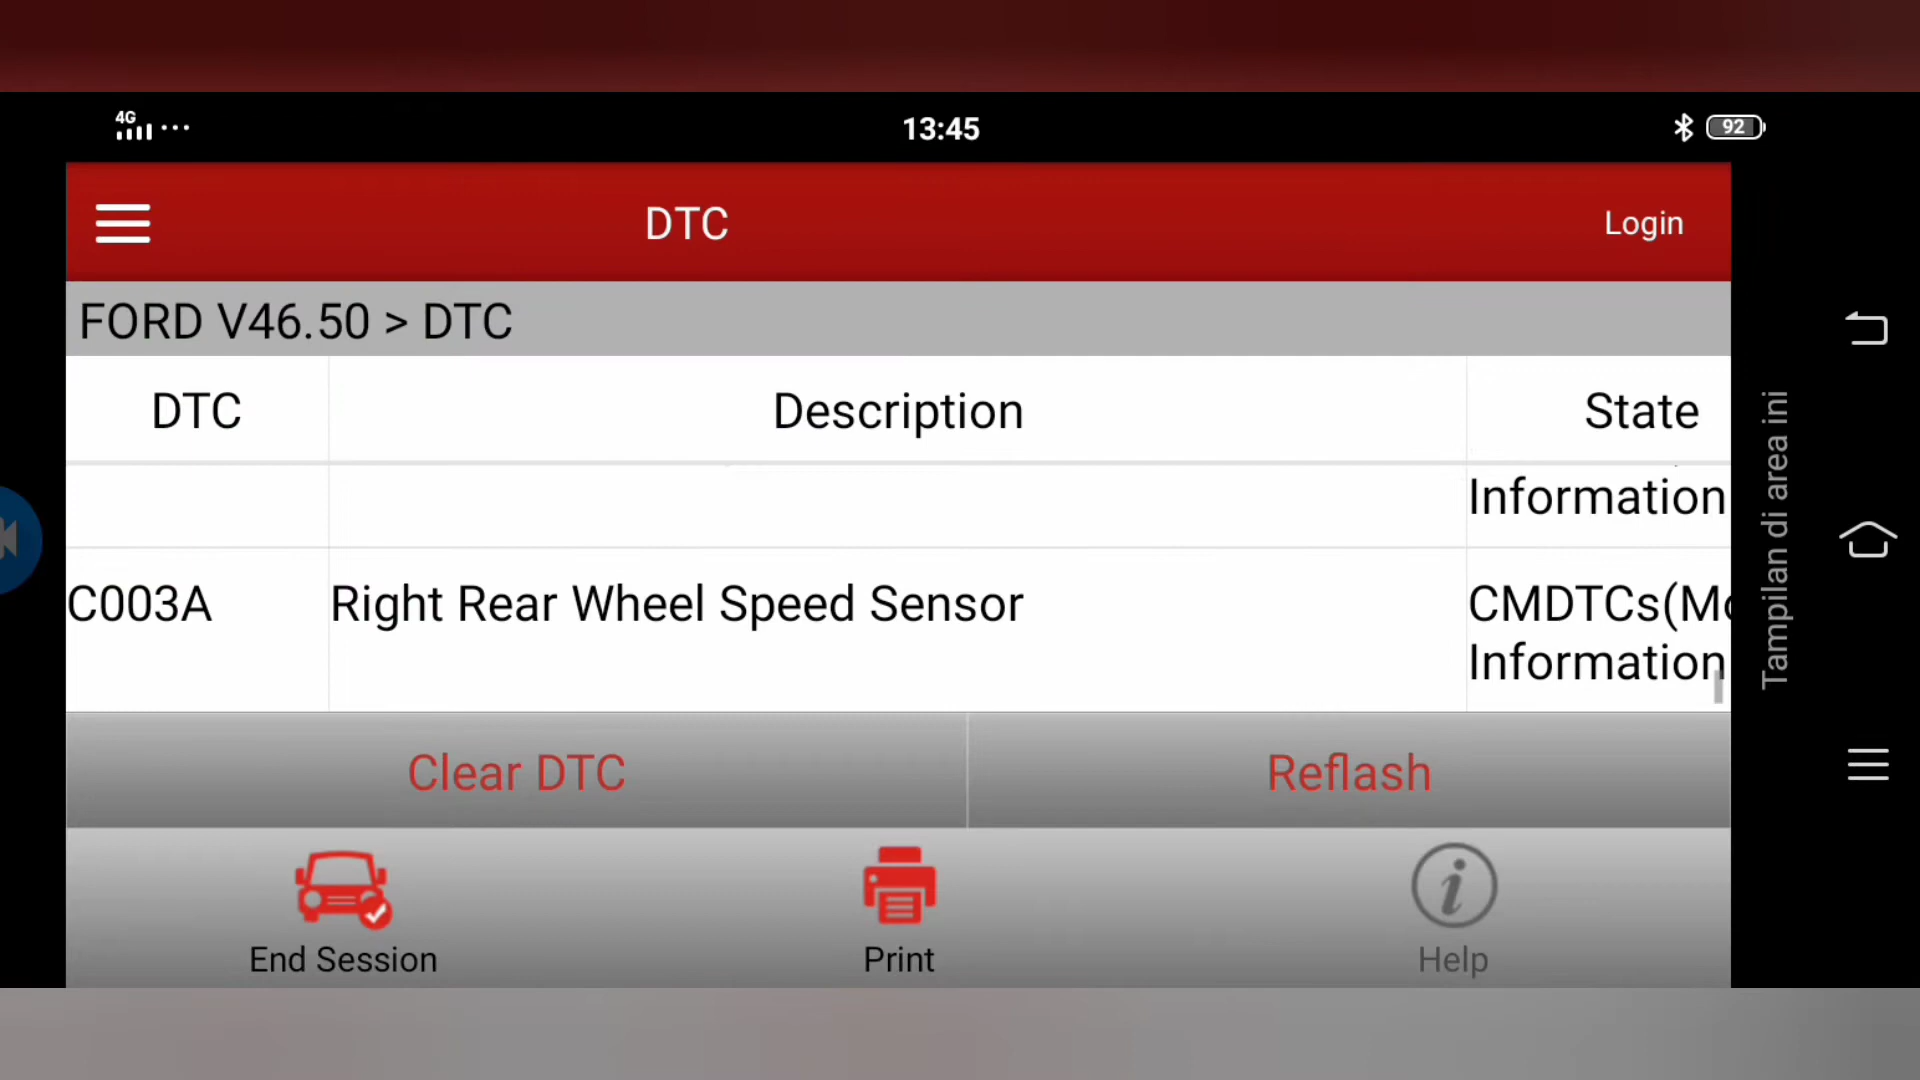 4G
13:45
92
DTC
Login
FORD V46.50 > DTC
DTC
Description
State
Information
C003A
Right Rear Wheel Speed Sensor
CMDTCs(Mo
Information
Clear DTC
Reflash
End Session
Print
Help
Tampilan di area ini